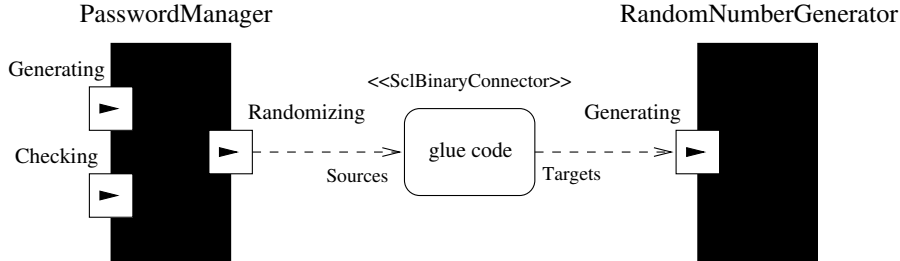 PasswordManager
RandomNumberGenerator
Generating
<<SclBinaryConnector>>
Randomizing
Generating
Checking
glue code
Sources
Targets